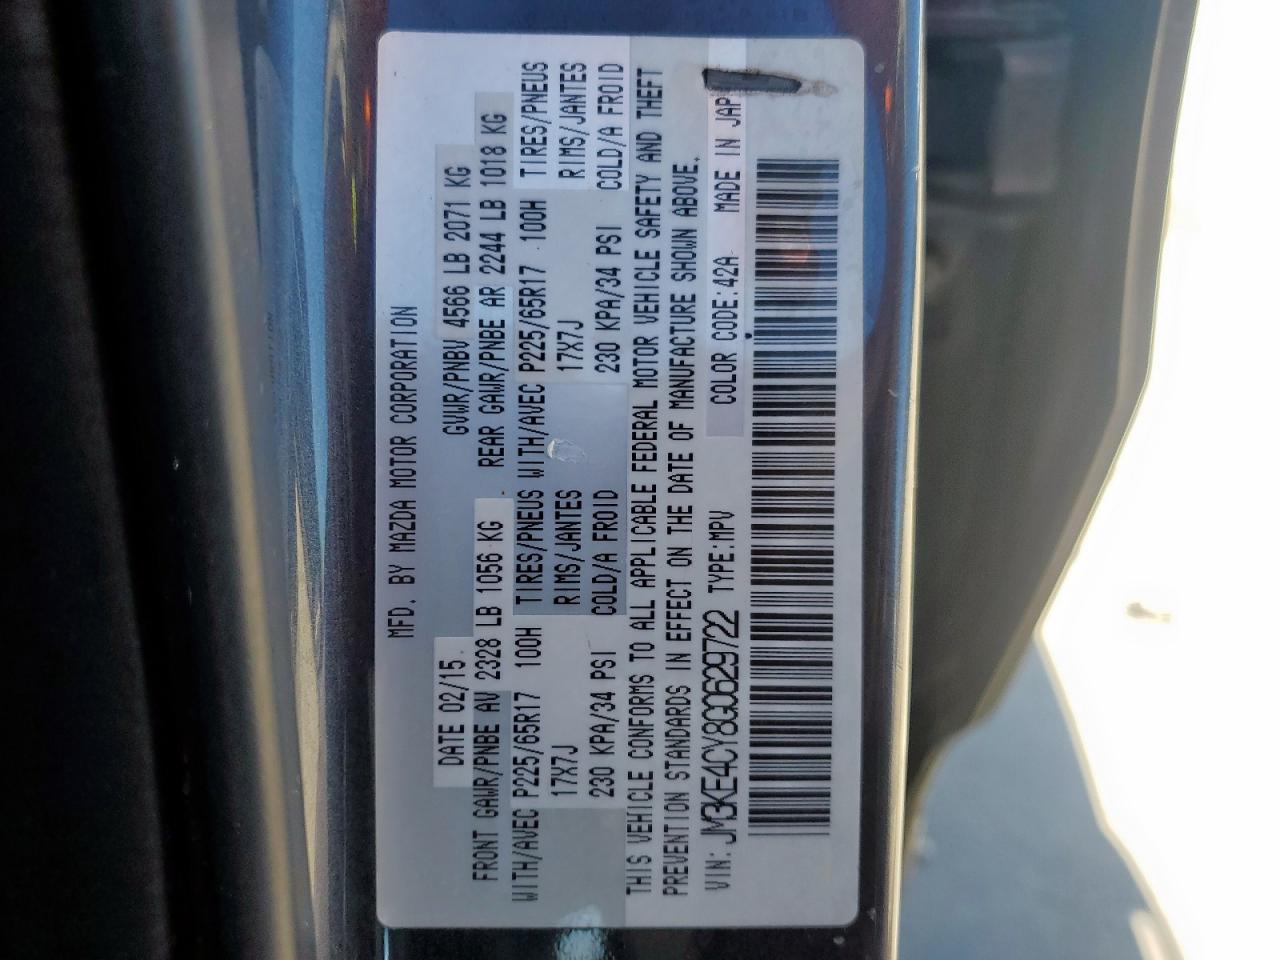 MFD. BY MAZDA MOTOR CORPORATION
DATE 02/15 GVWR/PNBV 4566 LB 2071 KG
FRONT GAWR/PNBE AV 2328 LB 1056 KG REAR GAWR/PNBE AR 2244 LB 1018 KG
WITH/AVEC P225/65R17 100H TIRES/PNEUS WITH/AVEC P225/65R17 100H TIRES/PNEUS
17X7J RIMS/JANTES 17X7J RIMS/JANTES
230 KPA/34 PSI COLD/A FROID 230 KPA/34 PSI COLD/A FROID
THIS VEHICLE CONFORMS TO ALL APPLICABLE FEDERAL MOTOR VEHICLE SAFETY AND THEFT
PREVENTION STANDARDS IN EFFECT ON THE DATE OF MANUFACTURE SHOWN ABOVE.
VIN: JM3KE4CY8G0629722 TYPE:MPV COLOR CODE:42A MADE IN JAP